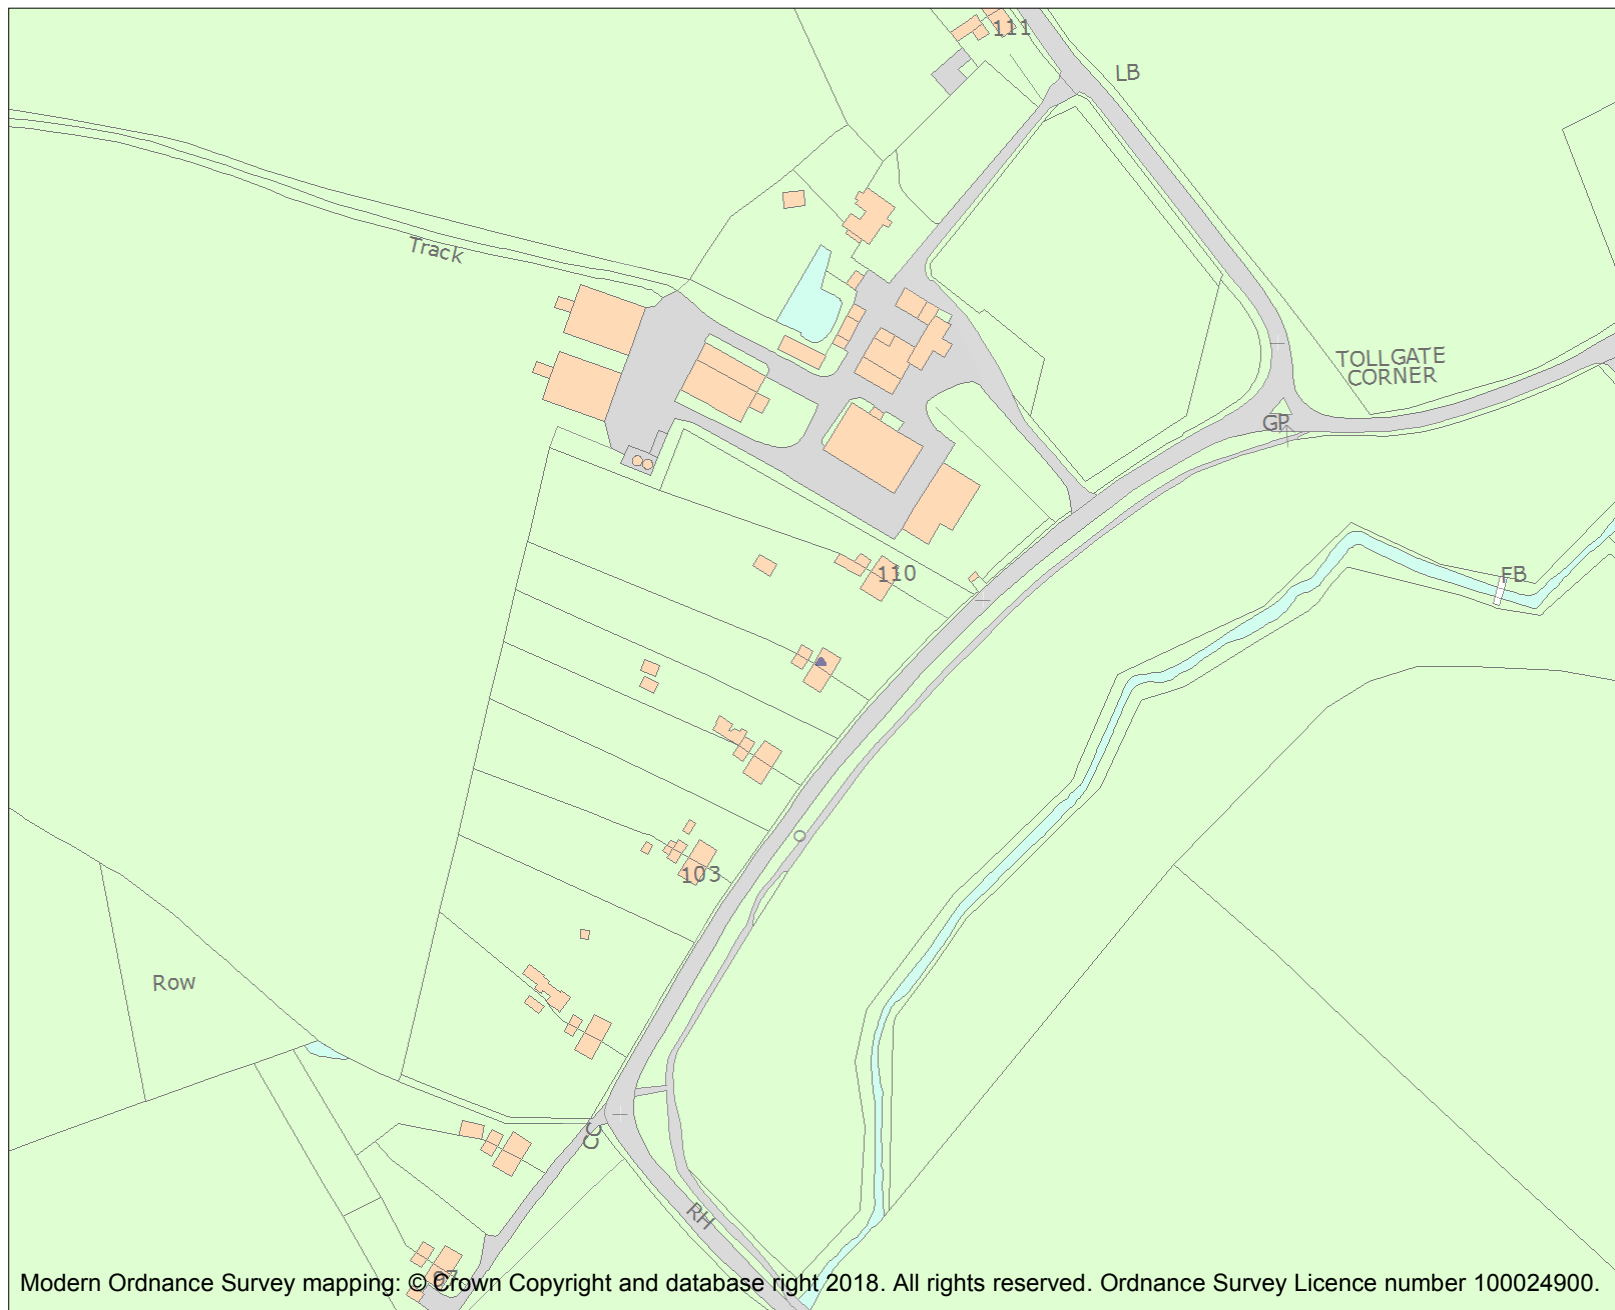 111
LB
Track
TOLLGATE
CORNER
GP
110
FB
103
Row
CC
RH
97
Modern Ordnance Survey mapping: © Crown Copyright and database right 2018. All rights reserved. Ordnance Survey Licence number 100024900.